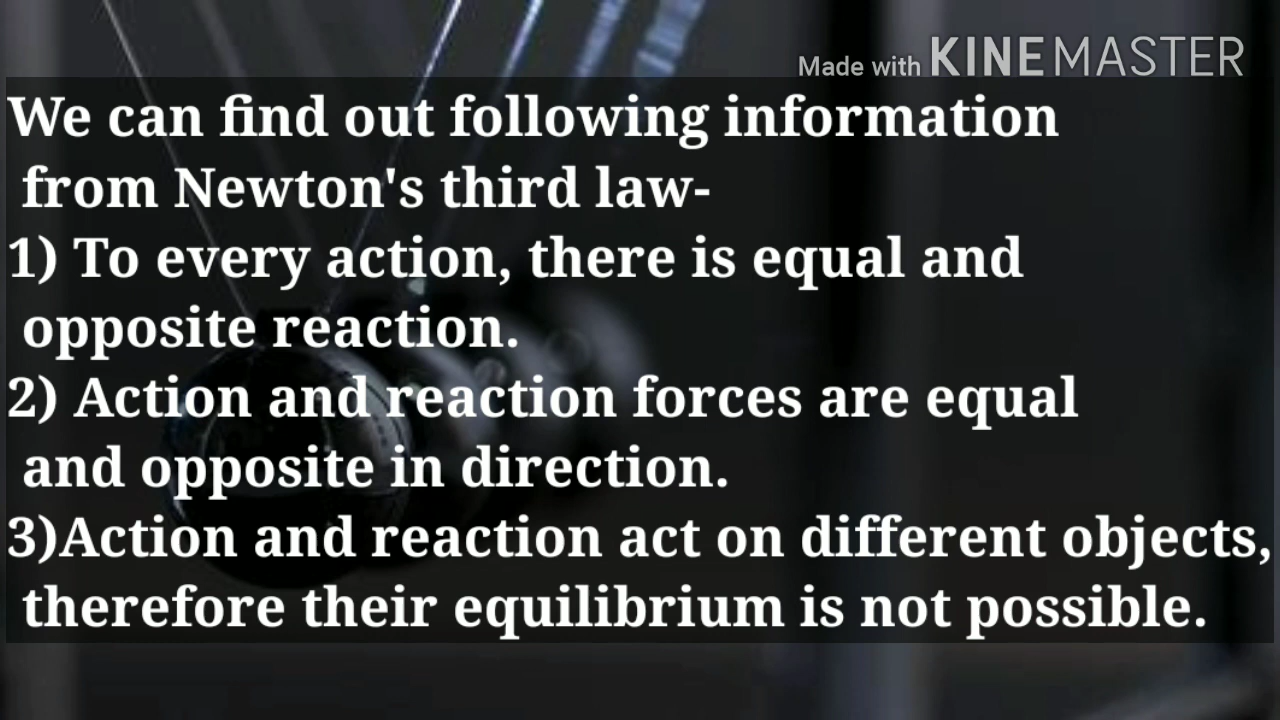 Made with KINEMASTER
We can find out following information
from Newton's third law-
1) To every action, there is equal and
opposite reaction.
2) Action and reaction forces are equal
and opposite in direction.
3)Action and reaction act on different objects,
therefore their equilibrium is not possible.